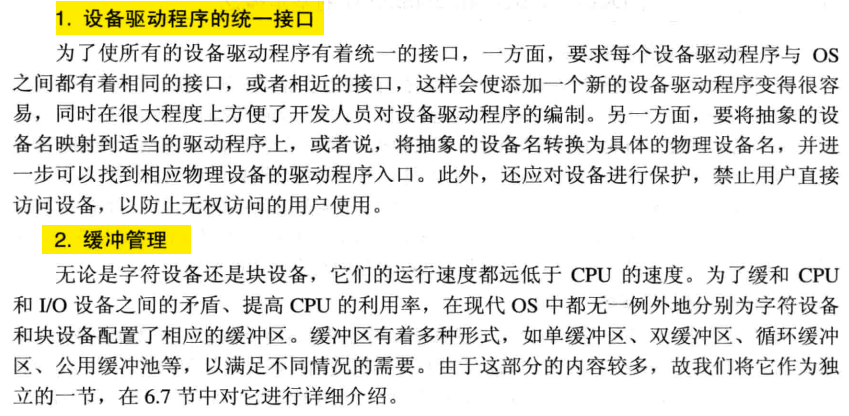 1. 设备驱动程序的统一接口
为了使所有的设备驱动程序有着统一的接口，一方面，要求每个设备驱动程序与 OS
之间都有着相同的接口，或者相近的接口，这样会使添加一个新的设备驱动程序变得很容
易，同时在很大程度上方便了开发人员对设备驱动程序的编制。另一方面，要将抽象的设
备名映射到适当的驱动程序上，或者说，将抽象的设备名转换为具体的物理设备名，并进
一步可以找到相应物理设备的驱动程序入口。此外，还应对设备进行保护，禁止用户直接
访问设备，以防止无权访问的用户使用。
2. 缓冲管理
无论是字符设备还是块设备，它们的运行速度都远低于 CPU 的速度。为了缓和 CPU
和 I/O 设备之间的矛盾、提高 CPU 的利用率，在现代 OS 中都无一例外地分别为字符设备
和块设备配置了相应的缓冲区。缓冲区有着多种形式，如单缓冲区、双缓冲区、循环缓冲
区、公用缓冲池等，以满足不同情况的需要。由于这部分的内容较多，故我们将它作为独
立的一节，在 6.7 节中对它进行详细介绍。